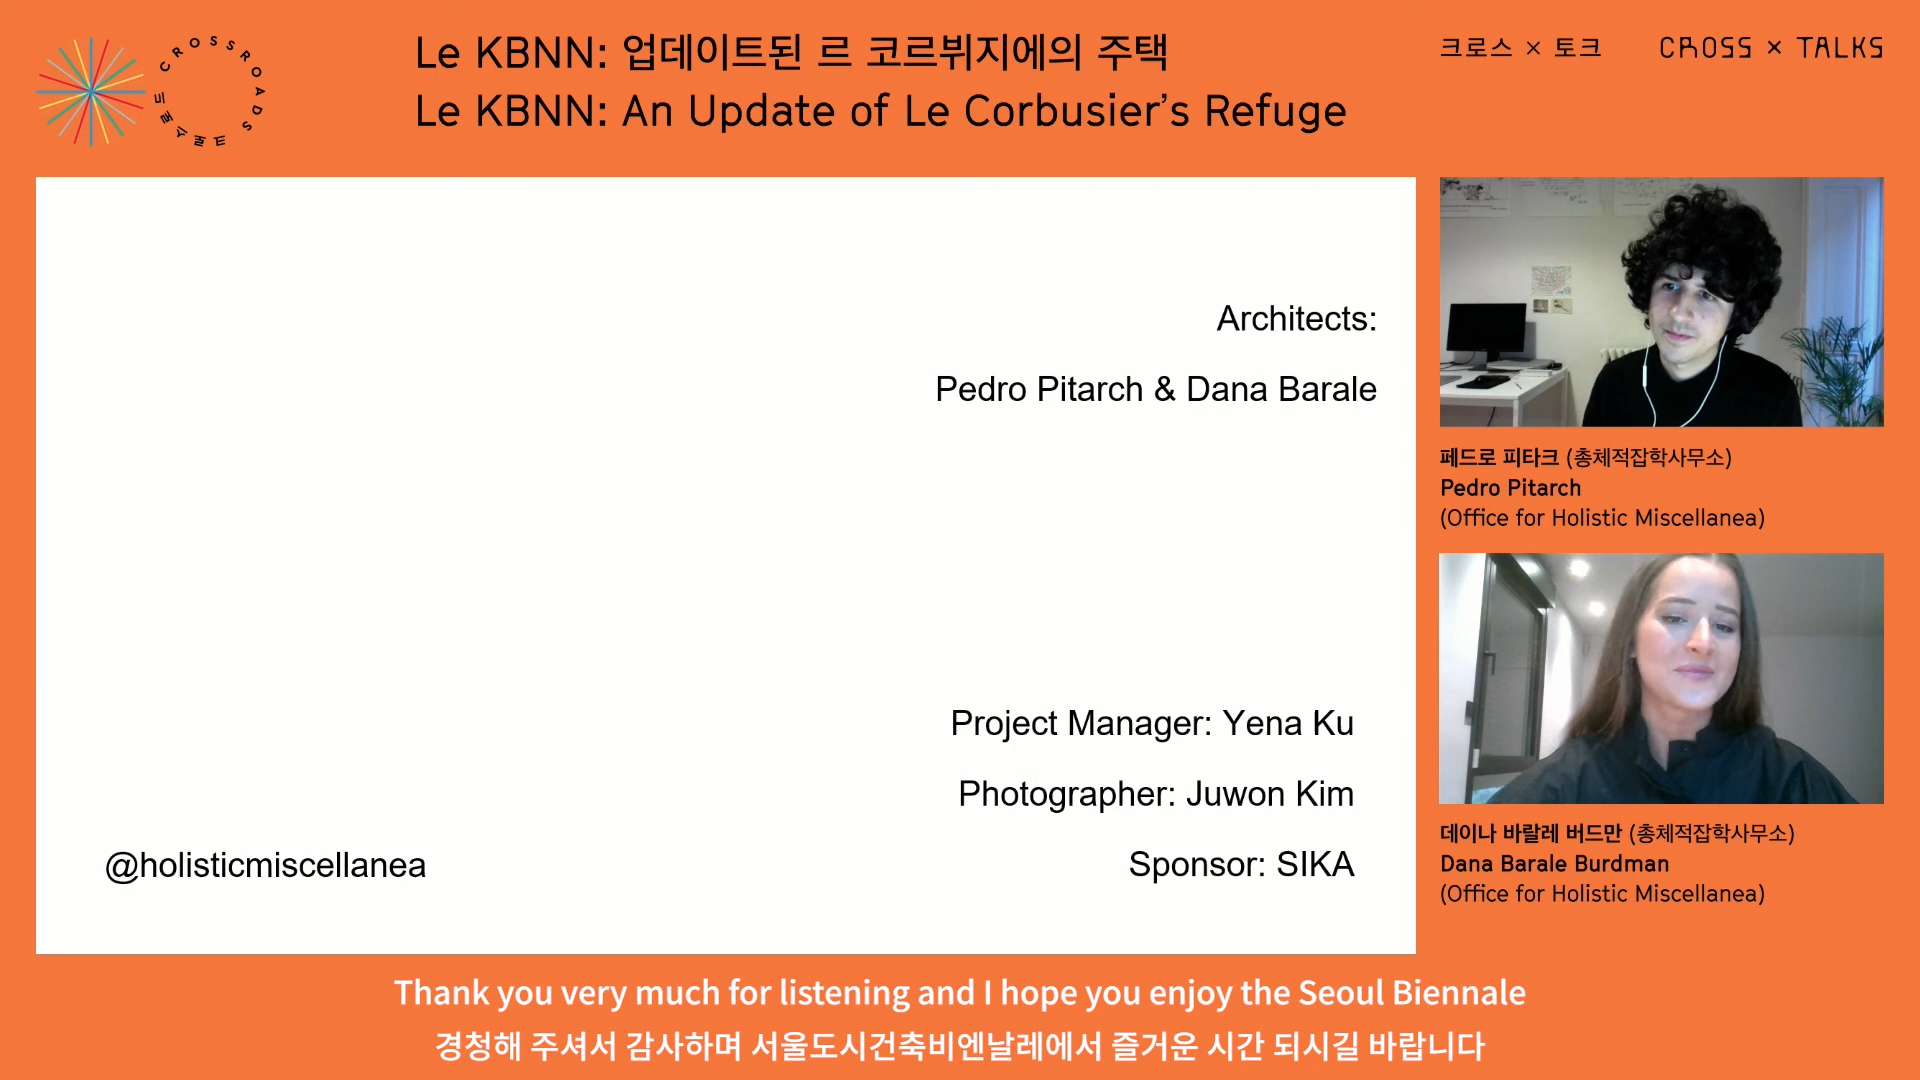 CROSSROADS
크로스로드
Le KBNN: 업데이트된 르 코르뷔지에의 주택
Le KBNN: An Update of Le Corbusier's Refuge
크로스 × 토크
CROSS × TALKS
Architects:
Pedro Pitarch & Dana Barale
Project Manager: Yena Ku
Photographer: Juwon Kim
Sponsor: SIKA
@holisticmiscellanea
페드로 피타크 (총체적잡학사무소)
Pedro Pitarch
(Office for Holistic Miscellanea)
데이나 바랄레 버드만 (총체적잡학사무소)
Dana Barale Burdman
(Office for Holistic Miscellanea)
Thank you very much for listening and I hope you enjoy the Seoul Biennale
경청해 주셔서 감사하며 서울도시건축비엔날레에서 즐거운 시간 되시길 바랍니다